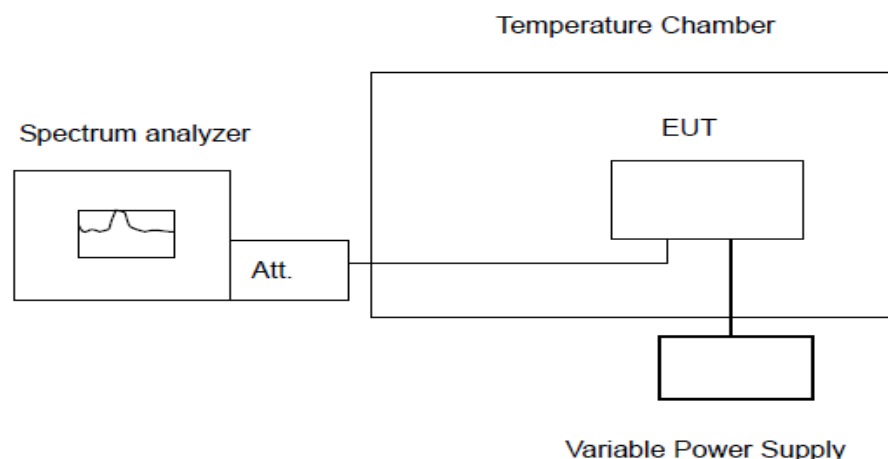 Temperature Chamber
Spectrum analyzer
EUT
Att.
Variable Power Supply